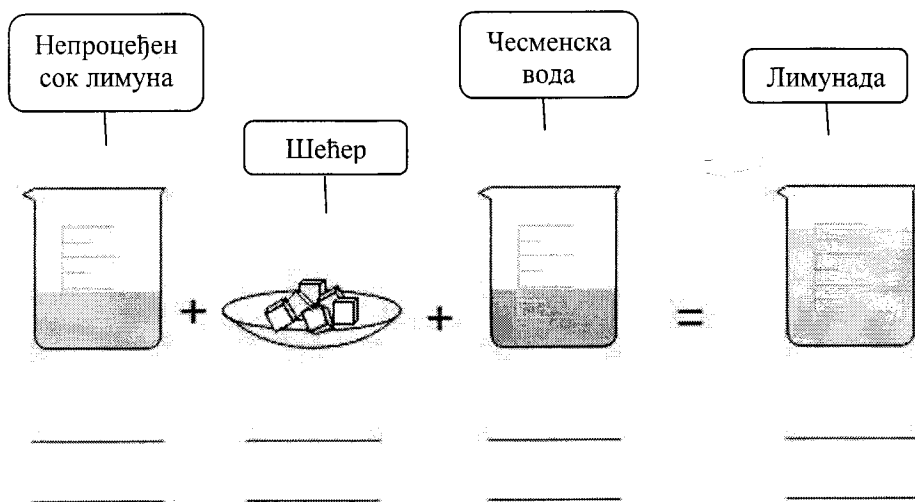 Непроцеђен
сок лимуна
Шећер
Чесменска
вода
Лимунада
+
+
=